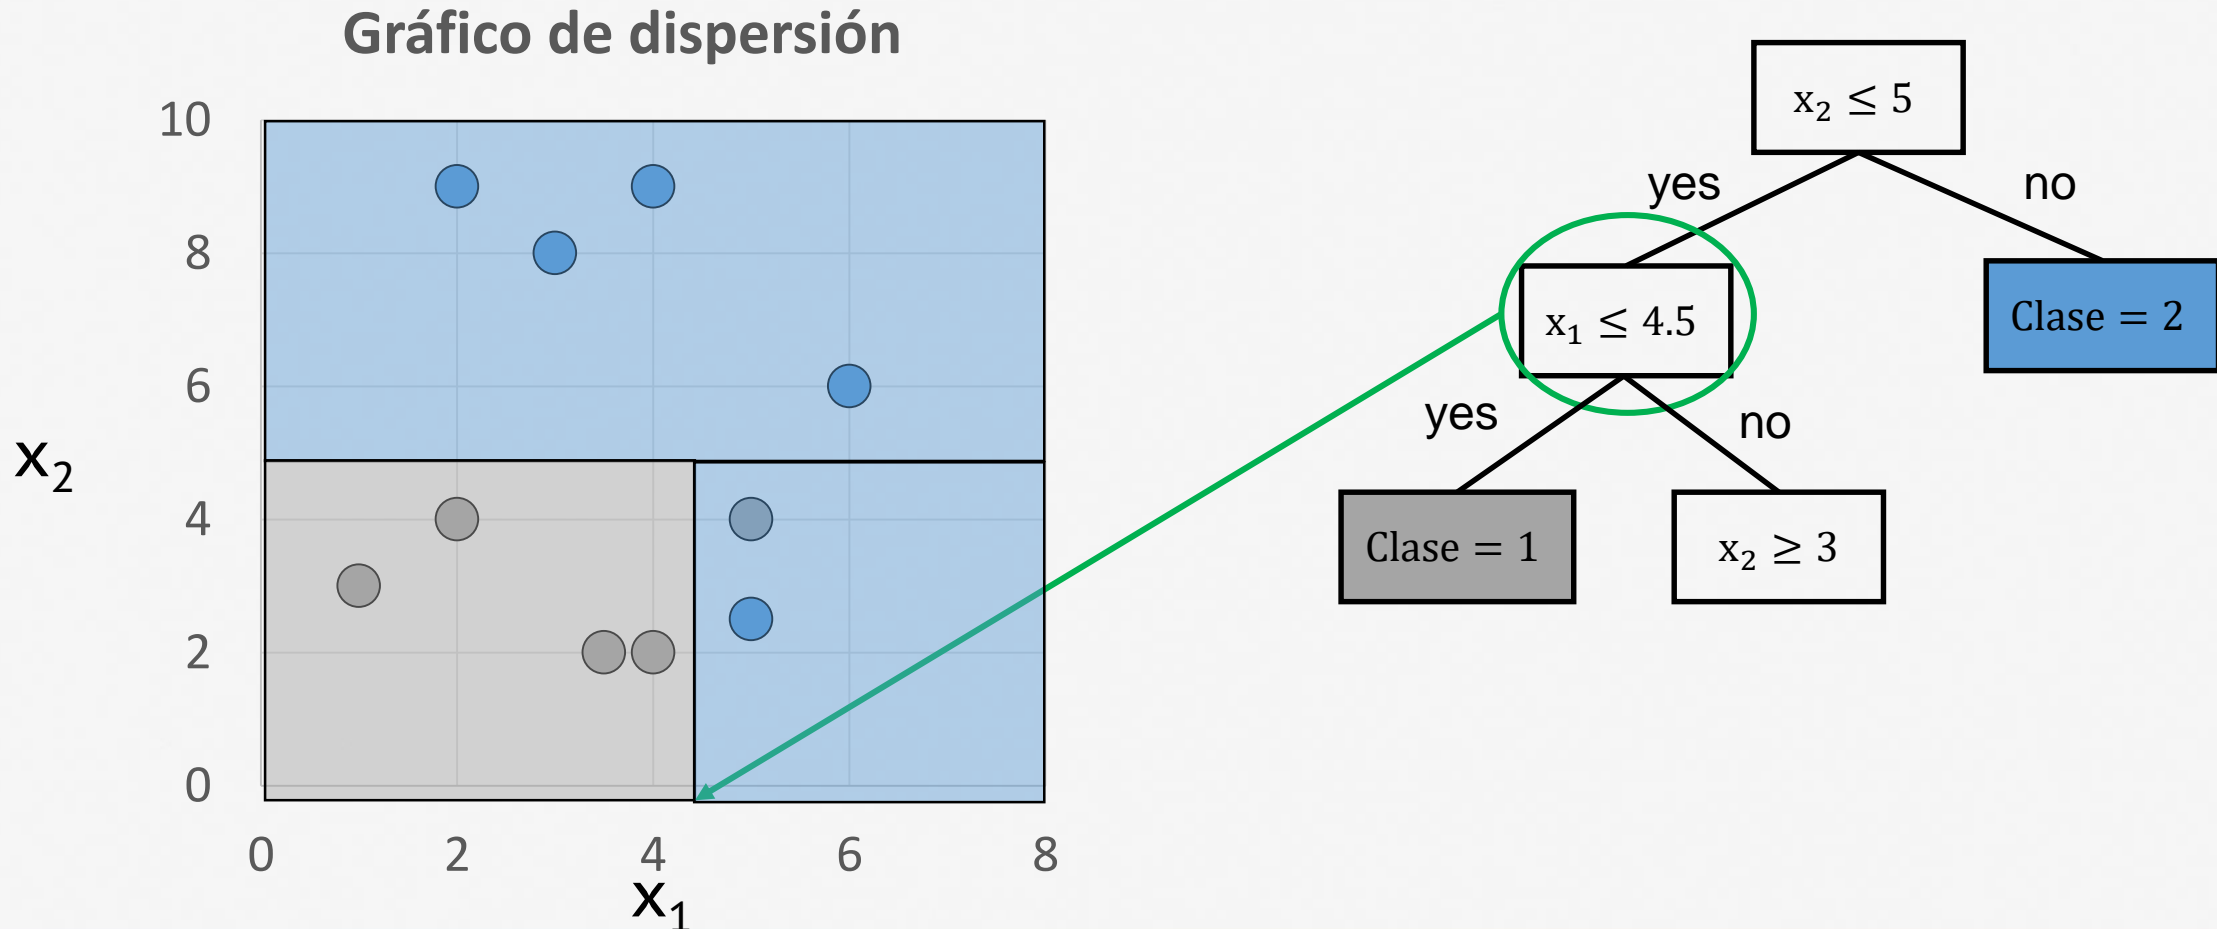 Gráfico de dispersión
10
8
6
4
2
0
x₂
0 2 4 6 8
x₁
x₂ ≤ 5
yes
no
x₁ ≤ 4.5
Clase = 2
yes
no
Clase = 1
x₂ ≥ 3